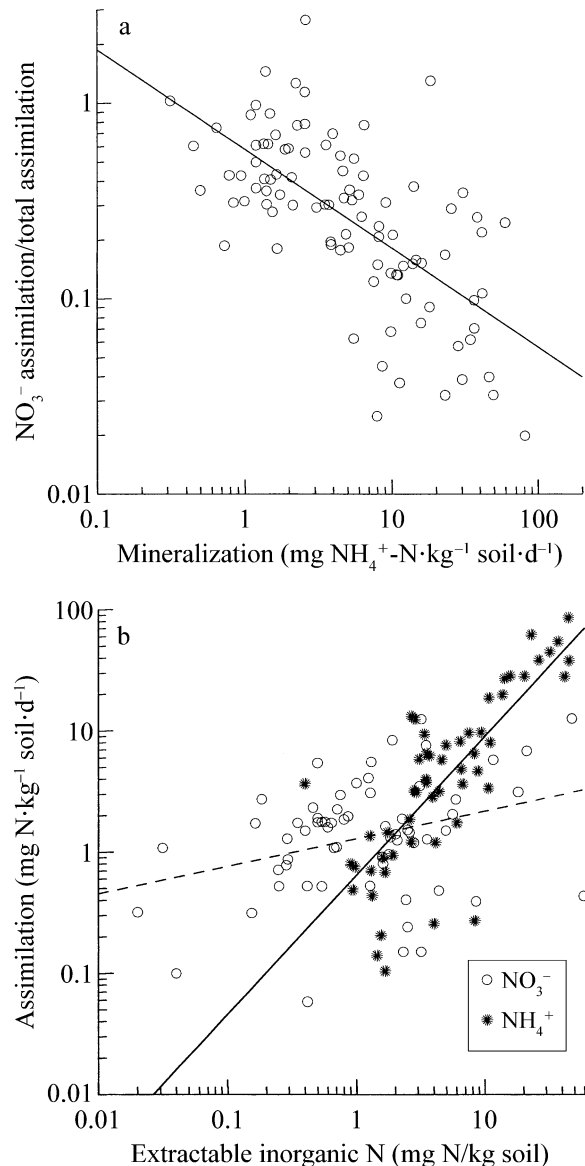 a
1
0.1
0.01
NO₃⁻ assimilation/total assimilation
0.1 1 10 100
Mineralization (mg NH₄⁺-N·kg⁻¹ soil·d⁻¹)
b
100
10
1
0.1
0.01
Assimilation (mg N·kg⁻¹ soil·d⁻¹)
NO₃⁻
NH₄⁺
0.01 0.1 1 10
Extractable inorganic N (mg N/kg soil)